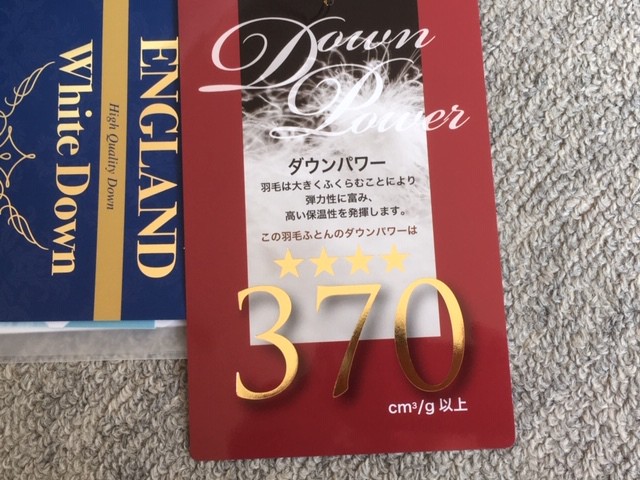 ENGLAND
High Quality Down
White Down
Down
Power
ダウンパワー
羽毛は大きくふくらむことにより
弾力性に富み、
高い保温性を発揮します。
この羽毛ふとんのダウンパワーは
★★★★
370
cm³/g 以上